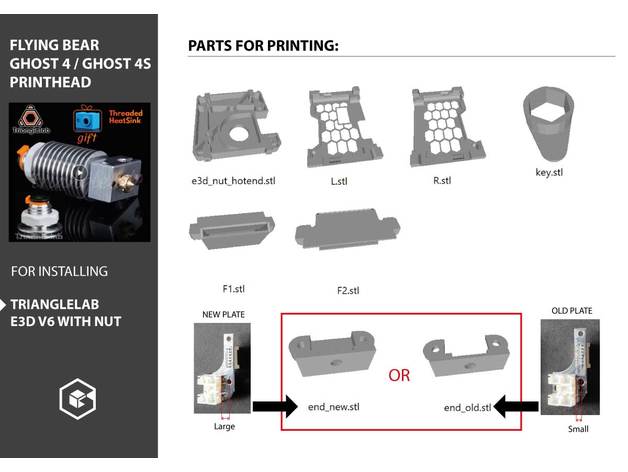 FLYING BEAR
GHOST 4 / GHOST 4S
PRINTHEAD
TriangleLab
gift
Threaded
HeatSink
FOR INSTALLING
TRIANGLELAB
E3D V6 WITH NUT
PARTS FOR PRINTING:
e3d_nut_hotend.stl
L.stl
R.stl
key.stl
F1.stl
F2.stl
NEW PLATE
OLD PLATE
OR
end_new.stl
end_old.stl
Large
Small